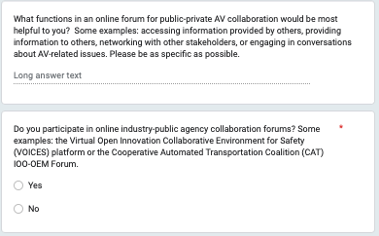 What functions in an online forum for public-private AV collaboration would be most
helpful to you?  Some examples: accessing information provided by others, providing
information to others, networking with other stakeholders, or engaging in conversations
about AV-related issues. Please be as specific as possible.
Long answer text
Do you participate in online industry-public agency collaboration forums? Some *
examples: the Virtual Open Innovation Collaborative Environment for Safety
(VOICES) platform or the Cooperative Automated Transportation Coalition (CAT)
IOO-OEM Forum.
Yes
No